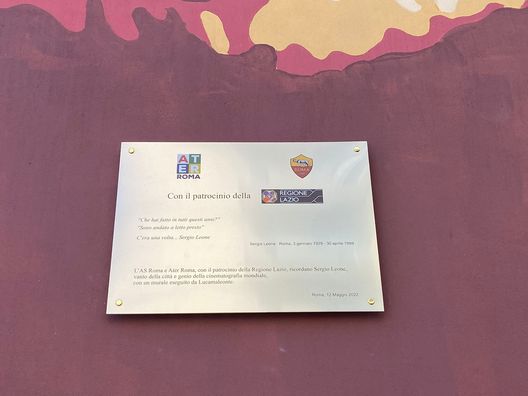 AT
ER
ROMA
ROMA
Con il patrocinio della
REGIONE
LAZIO
"Che hai fatto in tutti questi anni?"
"Sono andato a letto presto"
C'era una volta... Sergio Leone
Sergio Leone Roma, 3 gennaio 1929 - 30 aprile 1989
L'AS Roma e Ater Roma, con il patrocinio della Regione Lazio, ricordano Sergio Leone,
vanto della città e genio della cinematografia mondiale,
con un murale eseguito da Lucamaleonte.
Roma, 12 Maggio 2022